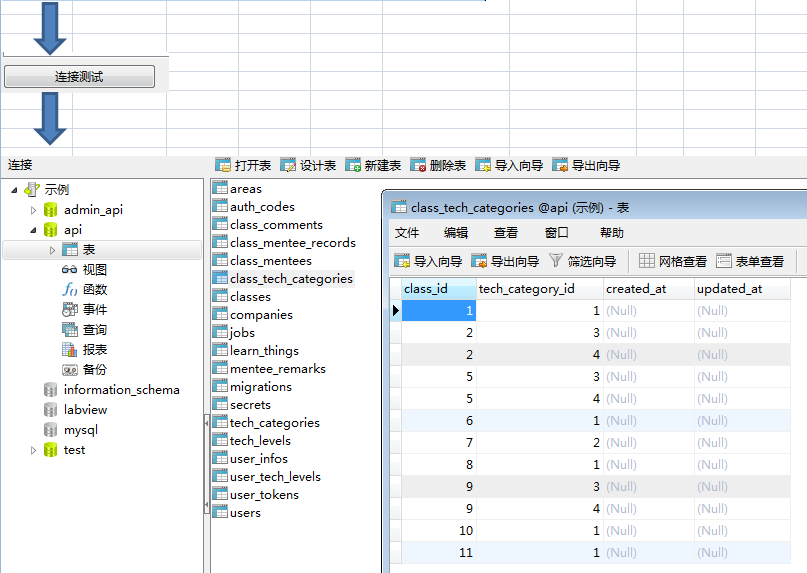 连接测试
连接
打开表 设计表 新建表 删除表 导入向导 导出向导
示例
admin_api
api
表
视图
函数
事件
查询
报表
备份
information_schema
labview
mysql
test
areas
auth_codes
class_comments
class_mentee_records
class_mentees
class_tech_categories
classes
companies
jobs
learn_things
mentee_remarks
migrations
secrets
tech_categories
tech_levels
user_infos
user_tech_levels
user_tokens
users
class_tech_categories @api (示例) - 表
文件 编辑 查看 窗口 帮助
导入向导 导出向导 筛选向导 网格查看 表单查看
class_id tech_category_id created_at updated_at
1 1 (Null) (Null)
2 3 (Null) (Null)
2 4 (Null) (Null)
5 3 (Null) (Null)
5 4 (Null) (Null)
6 1 (Null) (Null)
7 2 (Null) (Null)
8 1 (Null) (Null)
9 3 (Null) (Null)
9 4 (Null) (Null)
10 1 (Null) (Null)
11 1 (Null) (Null)